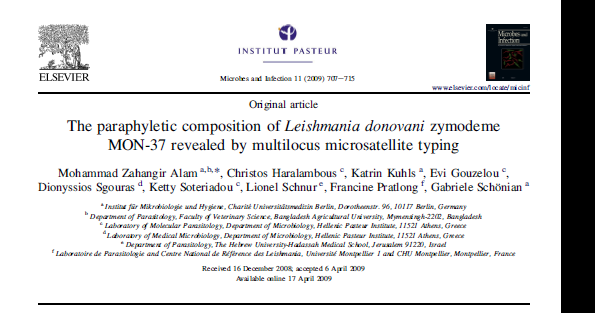 INSTITUT PASTEUR
ELSEVIER
Microbes and Infection 11 (2009) 707–715
Microbes and Infection
www.elsevier.com/locate/micinf
Original article
The paraphyletic composition of Leishmania donovani zymodeme
MON-37 revealed by multilocus microsatellite typing
Mohammad Zahangir Alam a,b,*, Christos Haralambous c, Katrin Kuhls a, Evi Gouzelou c,
Dionyssios Sgouras d, Ketty Soteriadou c, Lionel Schnur e, Francine Pratlong f, Gabriele Schönian a
a Institut für Mikrobiologie und Hygiene, Charité Universitätsmedizin Berlin, Dorotheenstr. 96, 10117 Berlin, Germany
b Department of Parasitology, Faculty of Veterinary Science, Bangladesh Agricultural University, Mymensingh-2202, Bangladesh
c Laboratory of Molecular Parasitology, Department of Microbiology, Hellenic Pasteur Institute, 11521 Athens, Greece
d Laboratory of Medical Microbiology, Department of Microbiology, Hellenic Pasteur Institute, 11521 Athens, Greece
e Department of Parasitology, The Hebrew University-Hadassah Medical School, Jerusalem 91220, Israel
f Laboratoire de Parasitologie and Centre National de Référence des Leishmania, Université Montpellier 1 and CHU Montpellier, Montpellier, France
Received 16 December 2008; accepted 6 April 2009
Available online 17 April 2009